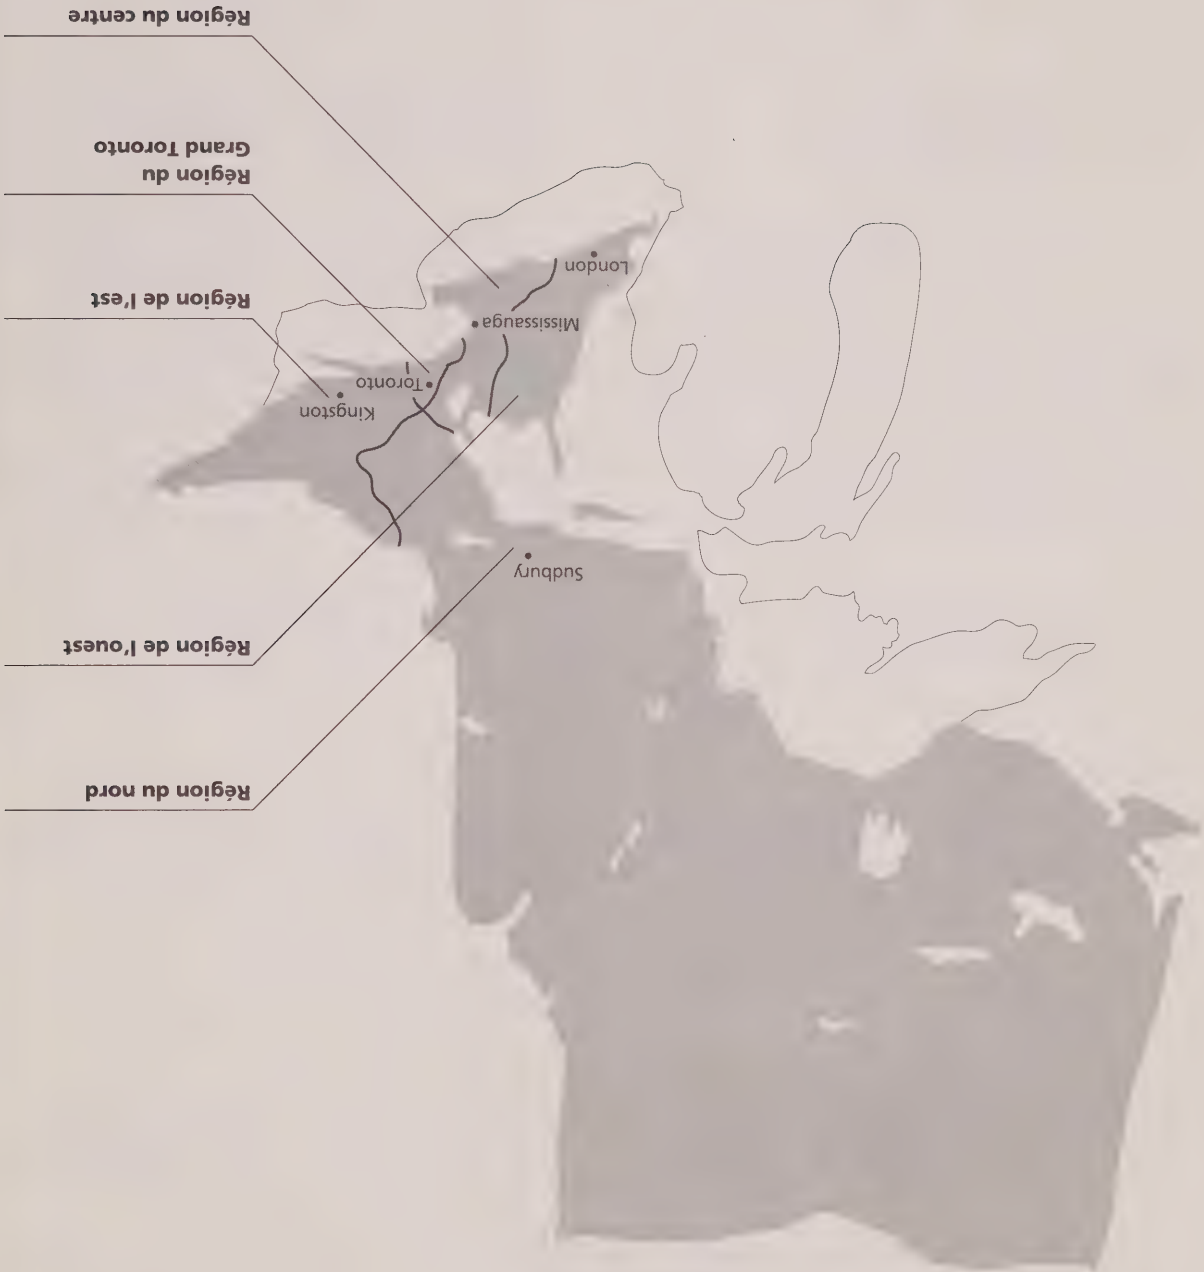 Région du nord
Région de l'ouest
Sudbury
Kingston
Toronto
Mississauga
Région de l'est
London
Région du
Grand Toronto
Région du centre